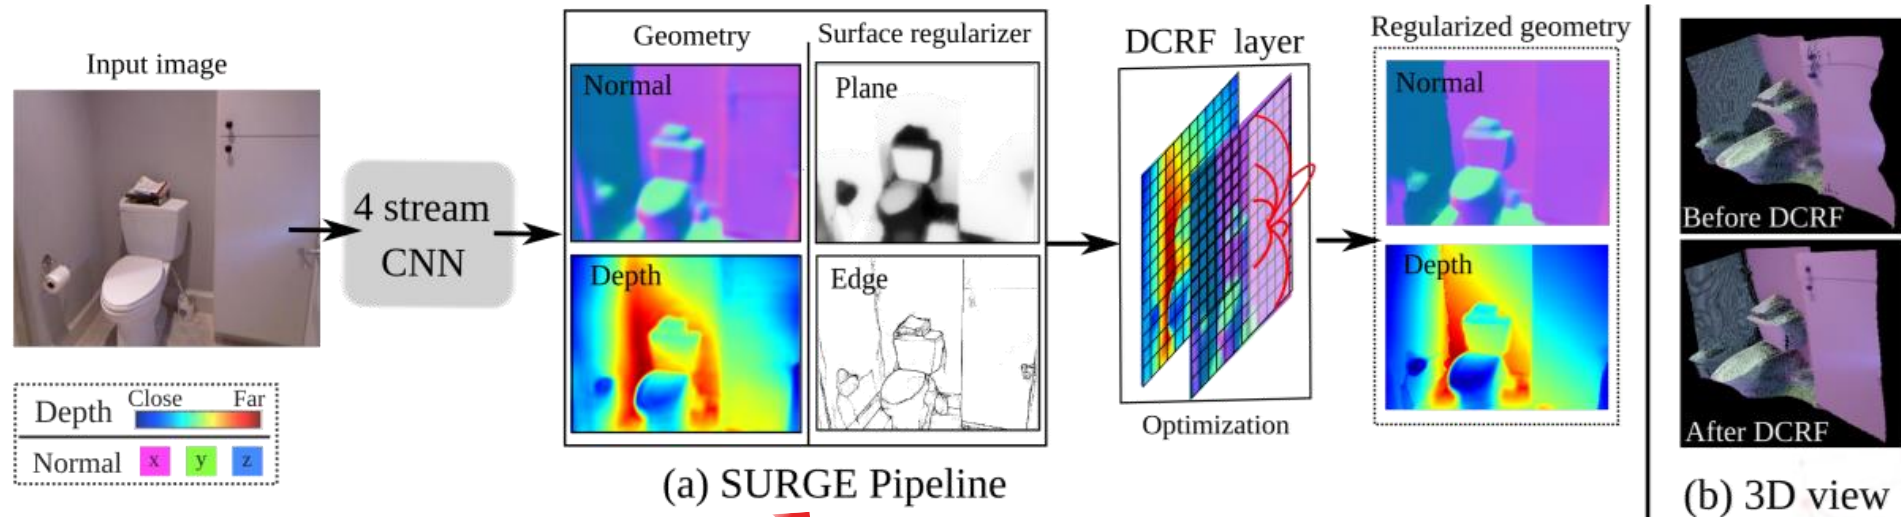 Input image
4 stream
CNN
Depth
Close
Far
Normal
x
y
z
Geometry
Surface regularizer
Normal
Plane
Depth
Edge
DCRF layer
Optimization
Regularized geometry
Normal
Depth
(a) SURGE Pipeline
Before DCRF
After DCRF
(b) 3D view